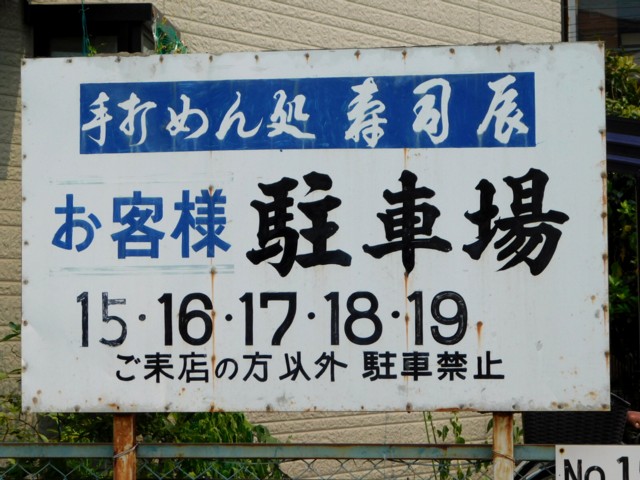 手打めん処 寿司辰
お客様 駐車場
15・16・17・18・19
ご来店の方以外 駐車禁止
No 1